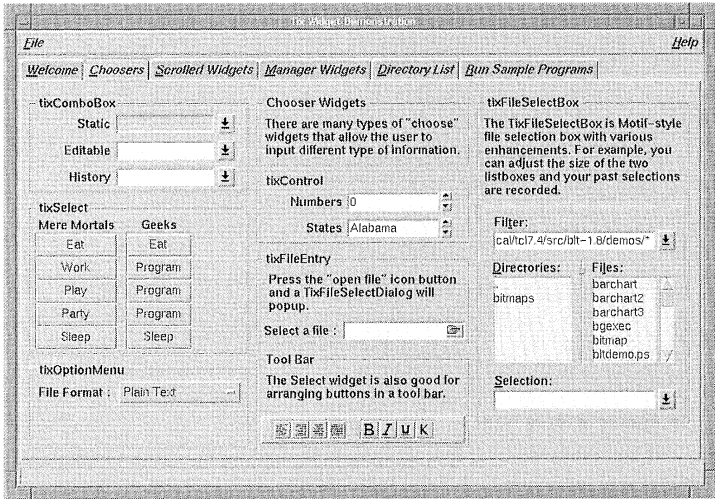 Tix Widget Demonstration
File Help
Welcome Choosers Scrolled Widgets Manager Widgets Directory List Run Sample Programs
tixComboBox
Static
Editable
History
tixSelect
Mere Mortals Geeks
Eat Eat
Work Program
Play Program
Party Program
Sleep Sleep
tixOptionMenu
File Format : Plain Text
Chooser Widgets
There are many types of "choose"
widgets that allow the user to
input different type of information.
tixControl
Numbers 0
States Alabama
tixFileEntry
Press the "open file" icon button
and a TixFileSelectDialog will
popup.
Select a file :
Tool Bar
The Select widget is also good for
arranging buttons in a tool bar.
B I U K
tixFileSelectBox
The TixFileSelectBox is Motif-style
file selection box with various
enhancements. For example, you
can adjust the size of the two
listboxes and your past selections
are recorded.
Filter:
cal/tcl7.4/src/blt-1.8/demos/*
Directories: Files:
.. barchart
bitmaps barchart2
barchart3
bgexec
bitmap
bltdemo.ps
Selection: